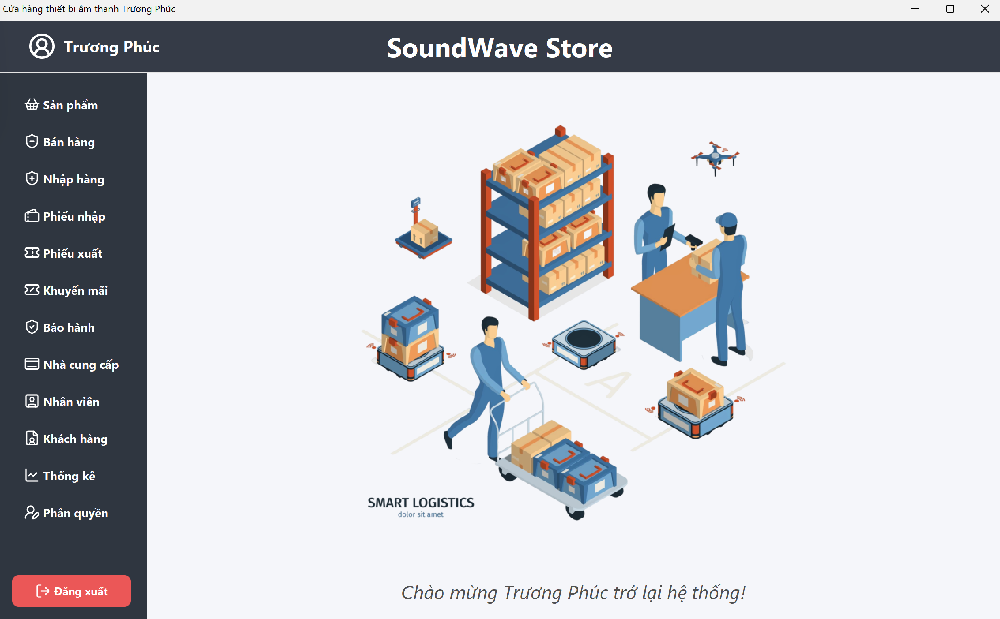 Cửa hàng thiết bị âm thanh Trương Phúc
Trương Phúc
SoundWave Store
Sản phẩm
Bán hàng
Nhập hàng
Phiếu nhập
Phiếu xuất
Khuyến mãi
Bảo hành
Nhà cung cấp
Nhân viên
Khách hàng
Thống kê
Phân quyền
Đăng xuất
A
SMART LOGISTICS
dolor sit amet
Chào mừng Trương Phúc trở lại hệ thống!